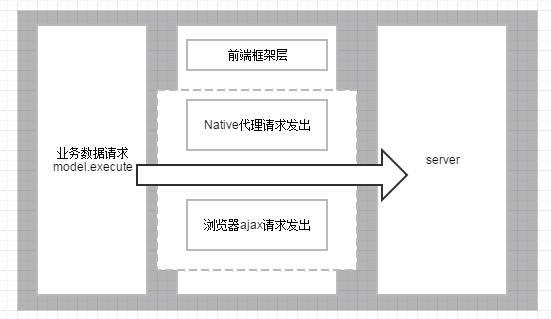 前端框架层
Native代理请求发出
业务数据请求
model.execute
server
浏览器ajax请求发出